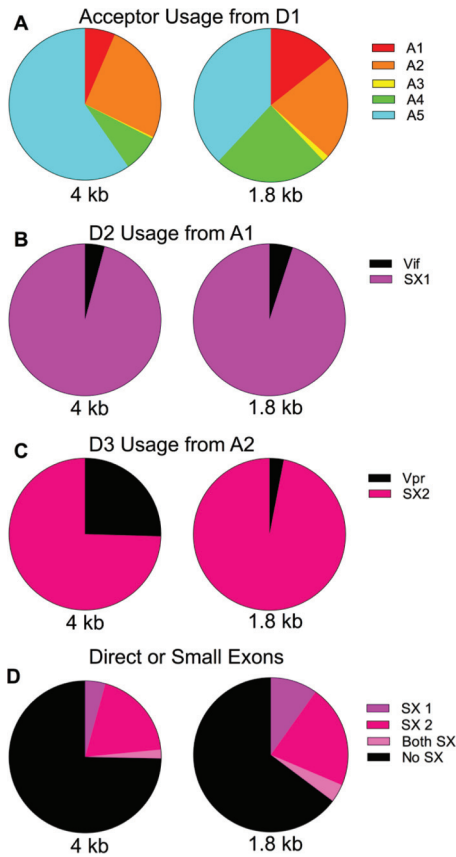 A
Acceptor Usage from D1
A1
A2
A3
A4
A5
4 kb
1.8 kb
B
D2 Usage from A1
Vif
SX1
4 kb
1.8 kb
C
D3 Usage from A2
Vpr
SX2
4 kb
1.8 kb
Direct or Small Exons
D
SX 1
SX 2
Both SX
No SX
4 kb
1.8 kb